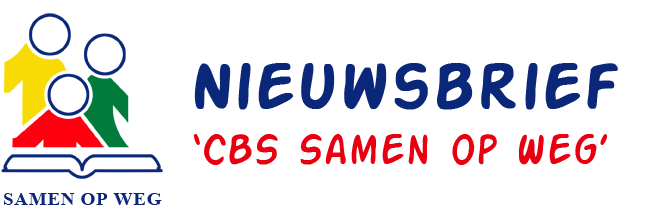 NIEUWSBRIEF
'CBS SAMEN OP WEG'
SAMEN OP WEG